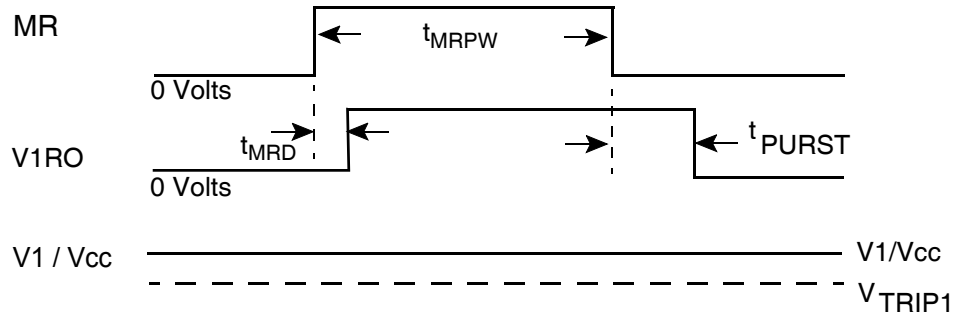 MR
tMRPW
0 Volts
tMRD
tPURST
V1RO
0 Volts
V1 / Vcc
V1/Vcc
VTRIP1